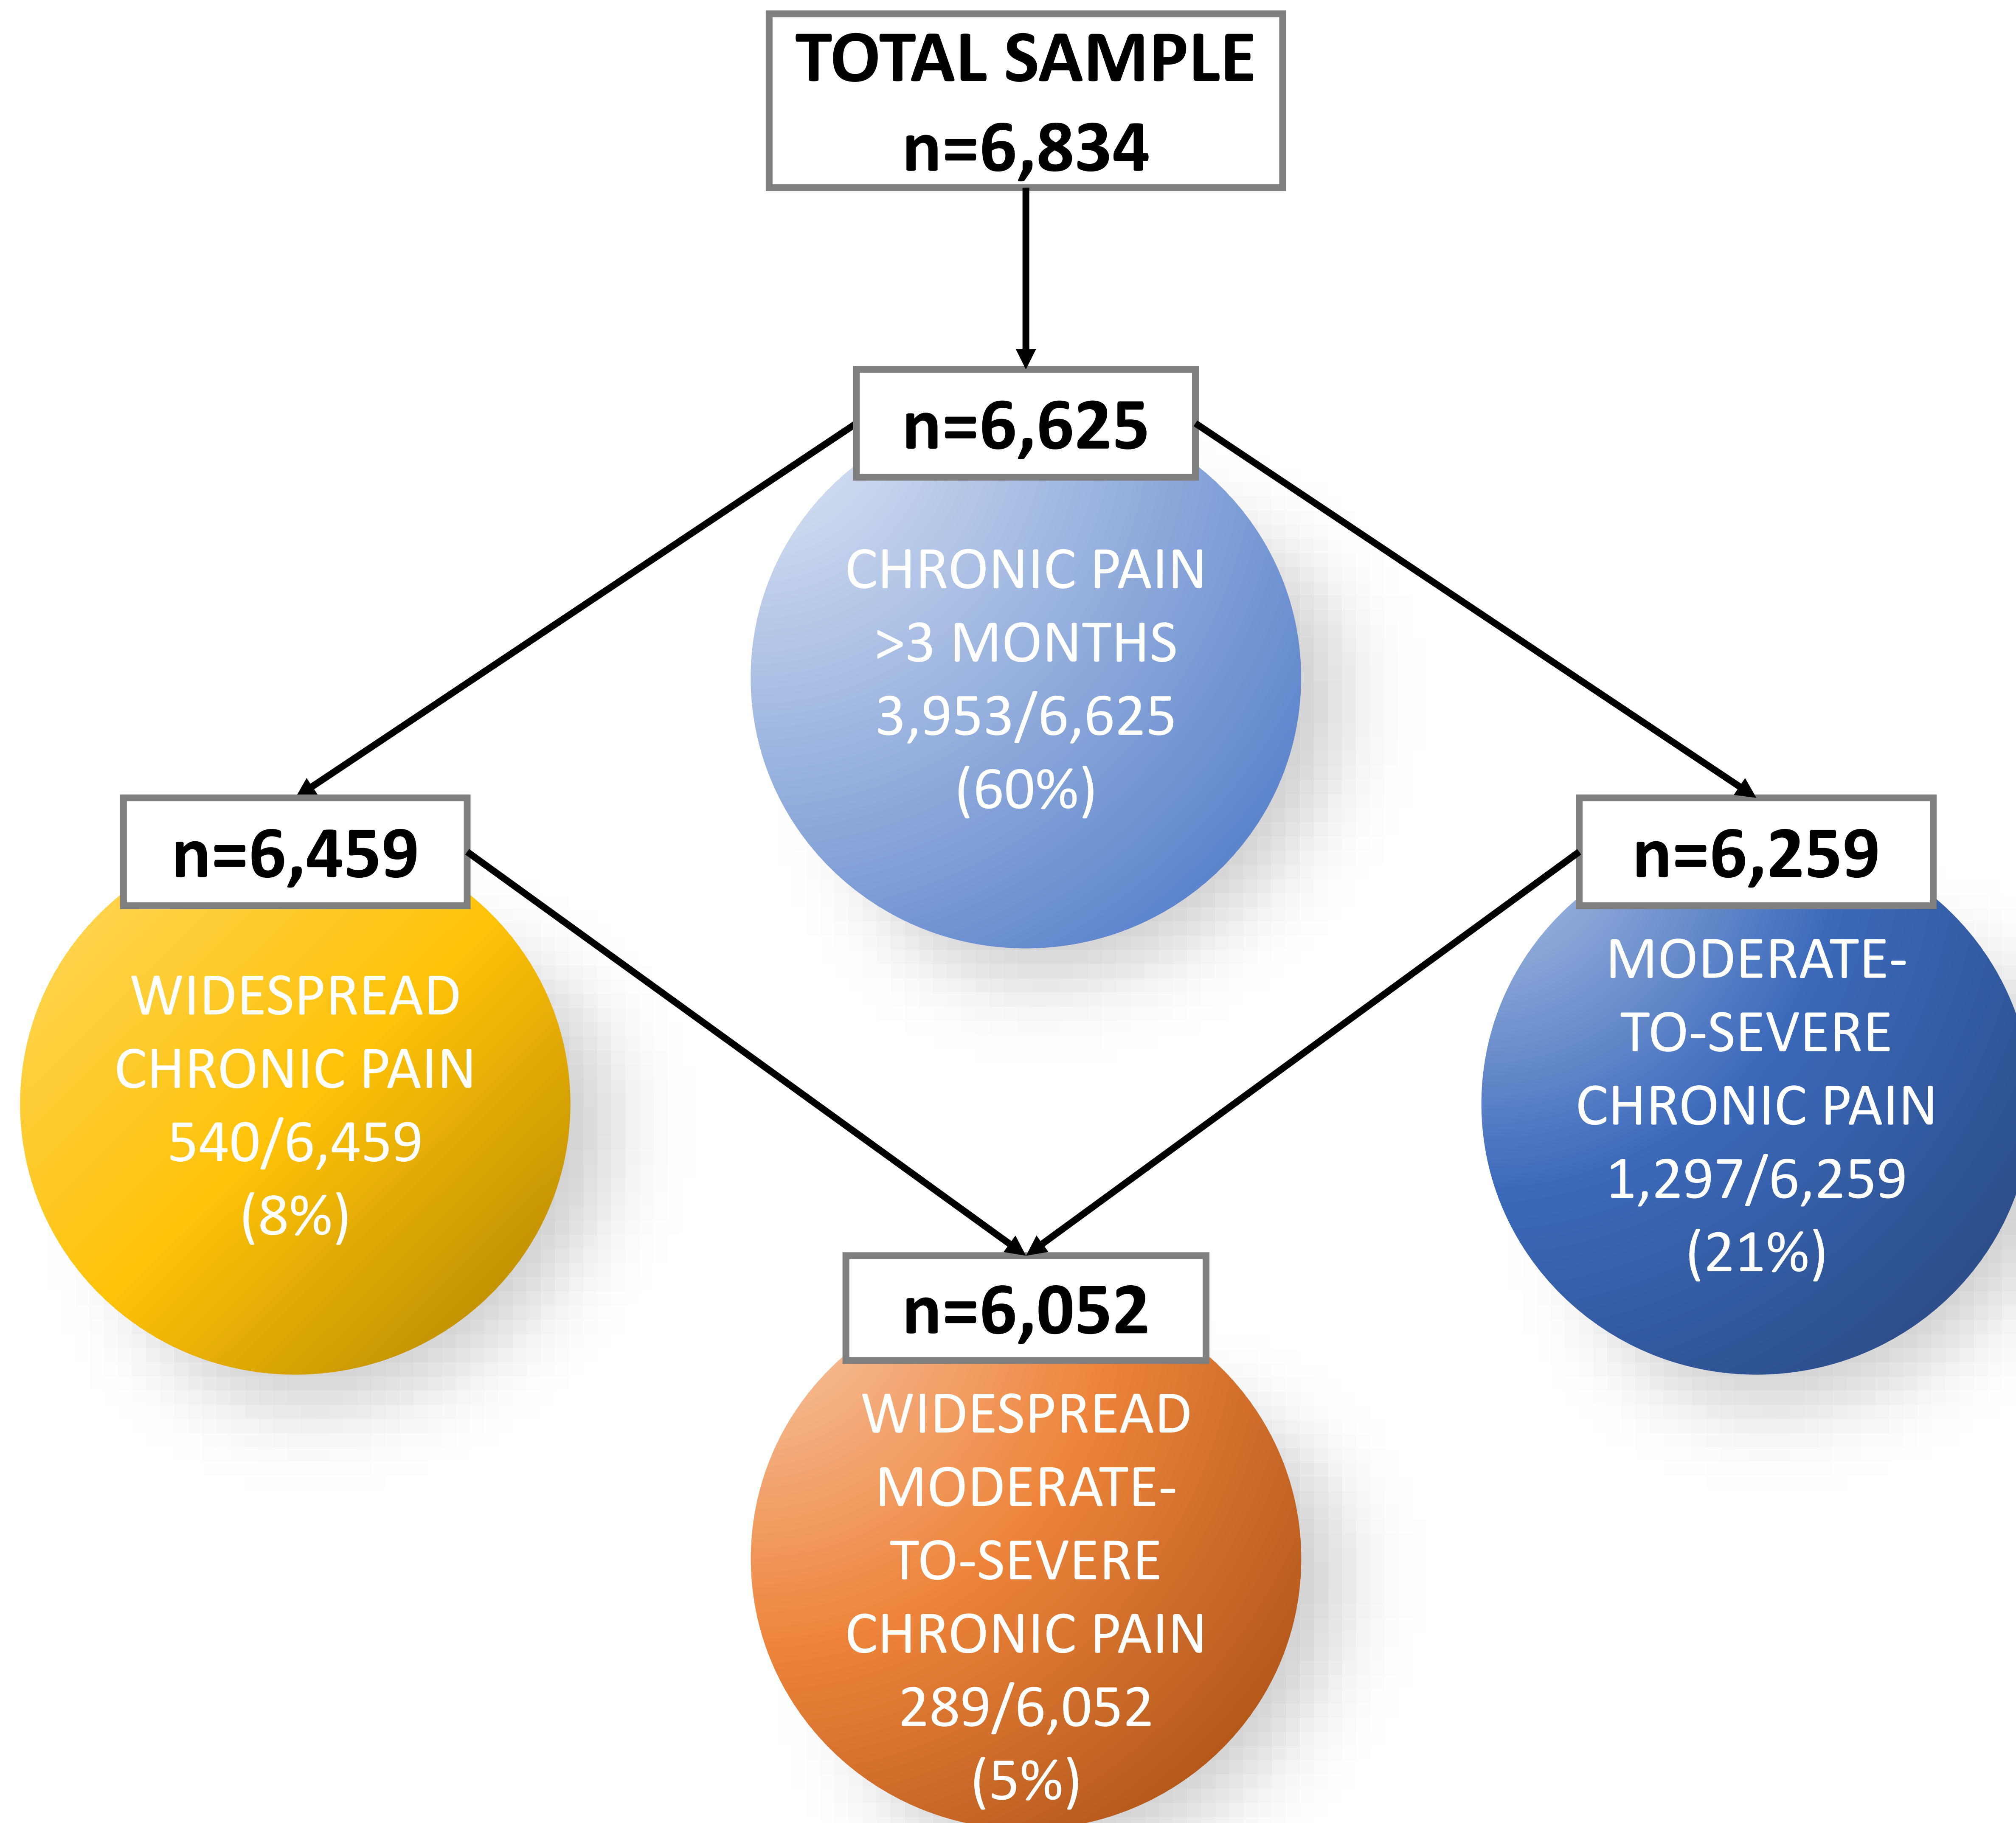 TOTAL SAMPLE
n=6,834
n=6,625
CHRONIC PAIN
>3 MONTHS
3,953/6,625
(60%)
n=6,459
WIDESPREAD
CHRONIC PAIN
540/6,459
(8%)
n=6,259
MODERATE-
TO-SEVERE
CHRONIC PAIN
1,297/6,259
(21%)
n=6,052
WIDESPREAD
MODERATE-
TO-SEVERE
CHRONIC PAIN
289/6,052
(5%)